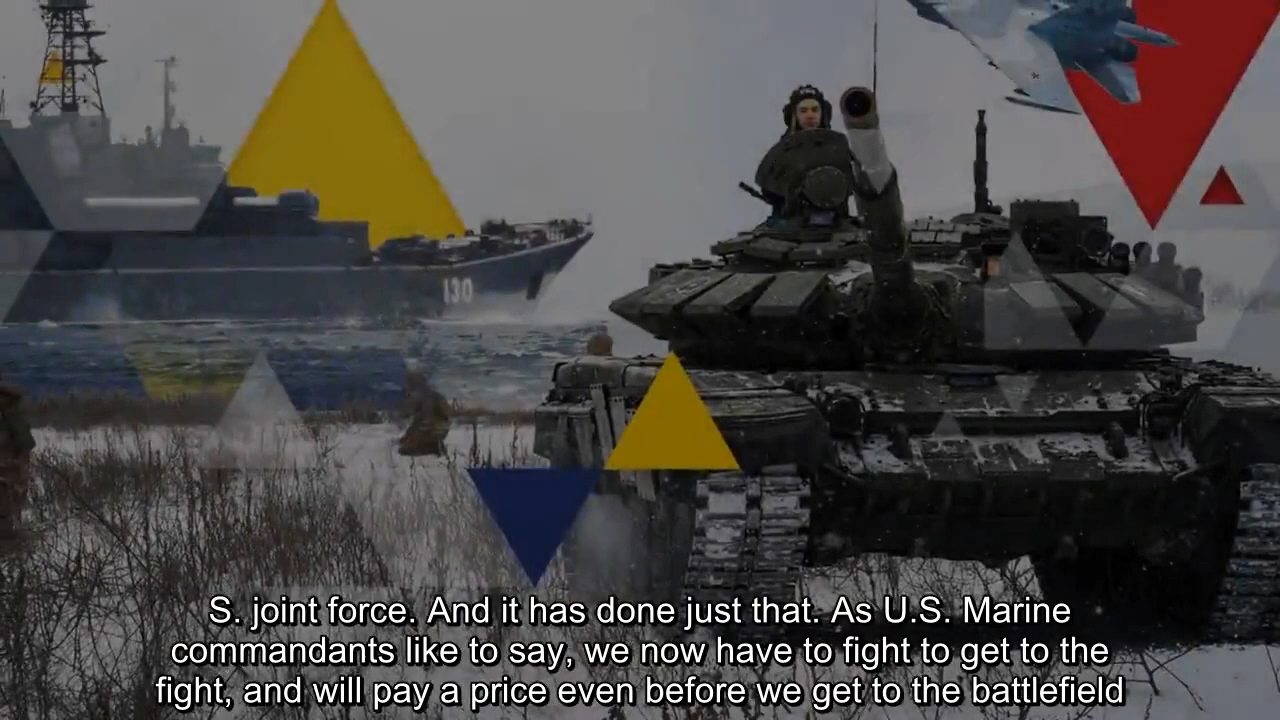 130
S. joint force. And it has done just that. As U.S. Marine
commandants like to say, we now have to fight to get to the
fight, and will pay a price even before we get to the battlefield